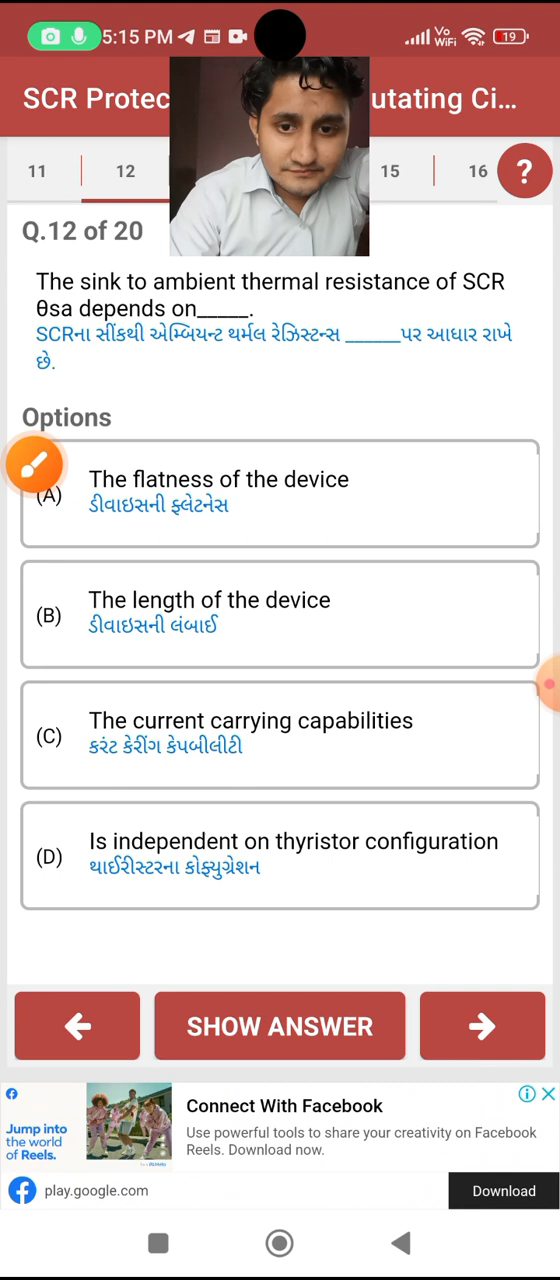 5:15 PM
Vo
WiFi
19
SCR Protec
utating Ci...
11
12
15
16
?
Q.12 of 20
The sink to ambient thermal resistance of SCR
θsa depends on_____.
SCRના સીંકથી એમ્બિયન્ટ થર્મલ રેઝિસ્ટન્સ ______પર આધાર રાખે
છે.
Options
(A)
The flatness of the device
ડીવાઇસની ફ્લેટનેસ
(B)
The length of the device
ડીવાઇસની લંબાઈ
(C)
The current carrying capabilities
કરંટ કેરીંગ કેપબીલીટી
(D)
Is independent on thyristor configuration
થાઈરીસ્ટરના કોફ્યુગ્રેશન
SHOW ANSWER
Jump into
the world
of Reels.
Connect With Facebook
Use powerful tools to share your creativity on Facebook
Reels. Download now.
play.google.com
Download